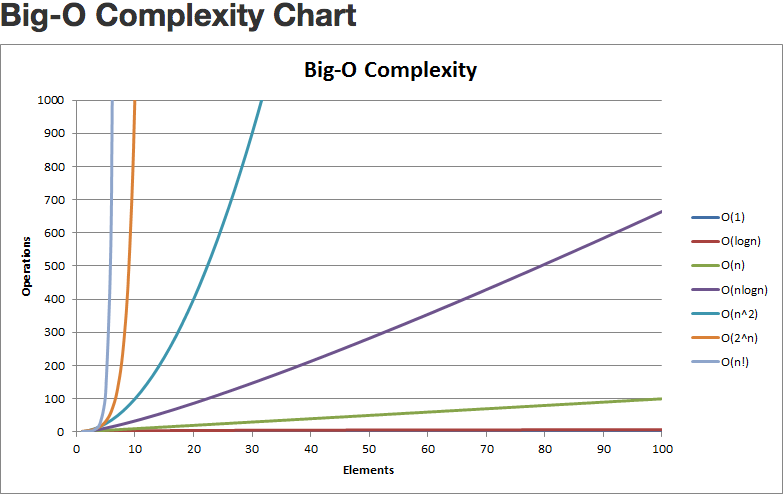 Big-O Complexity Chart
Big-O Complexity
1000
900
800
700
600
500
400
300
200
100
0
Operations
0 10 20 30 40 50 60 70 80 90 100
Elements
O(1)
O(logn)
O(n)
O(nlogn)
O(n^2)
O(2^n)
O(n!)